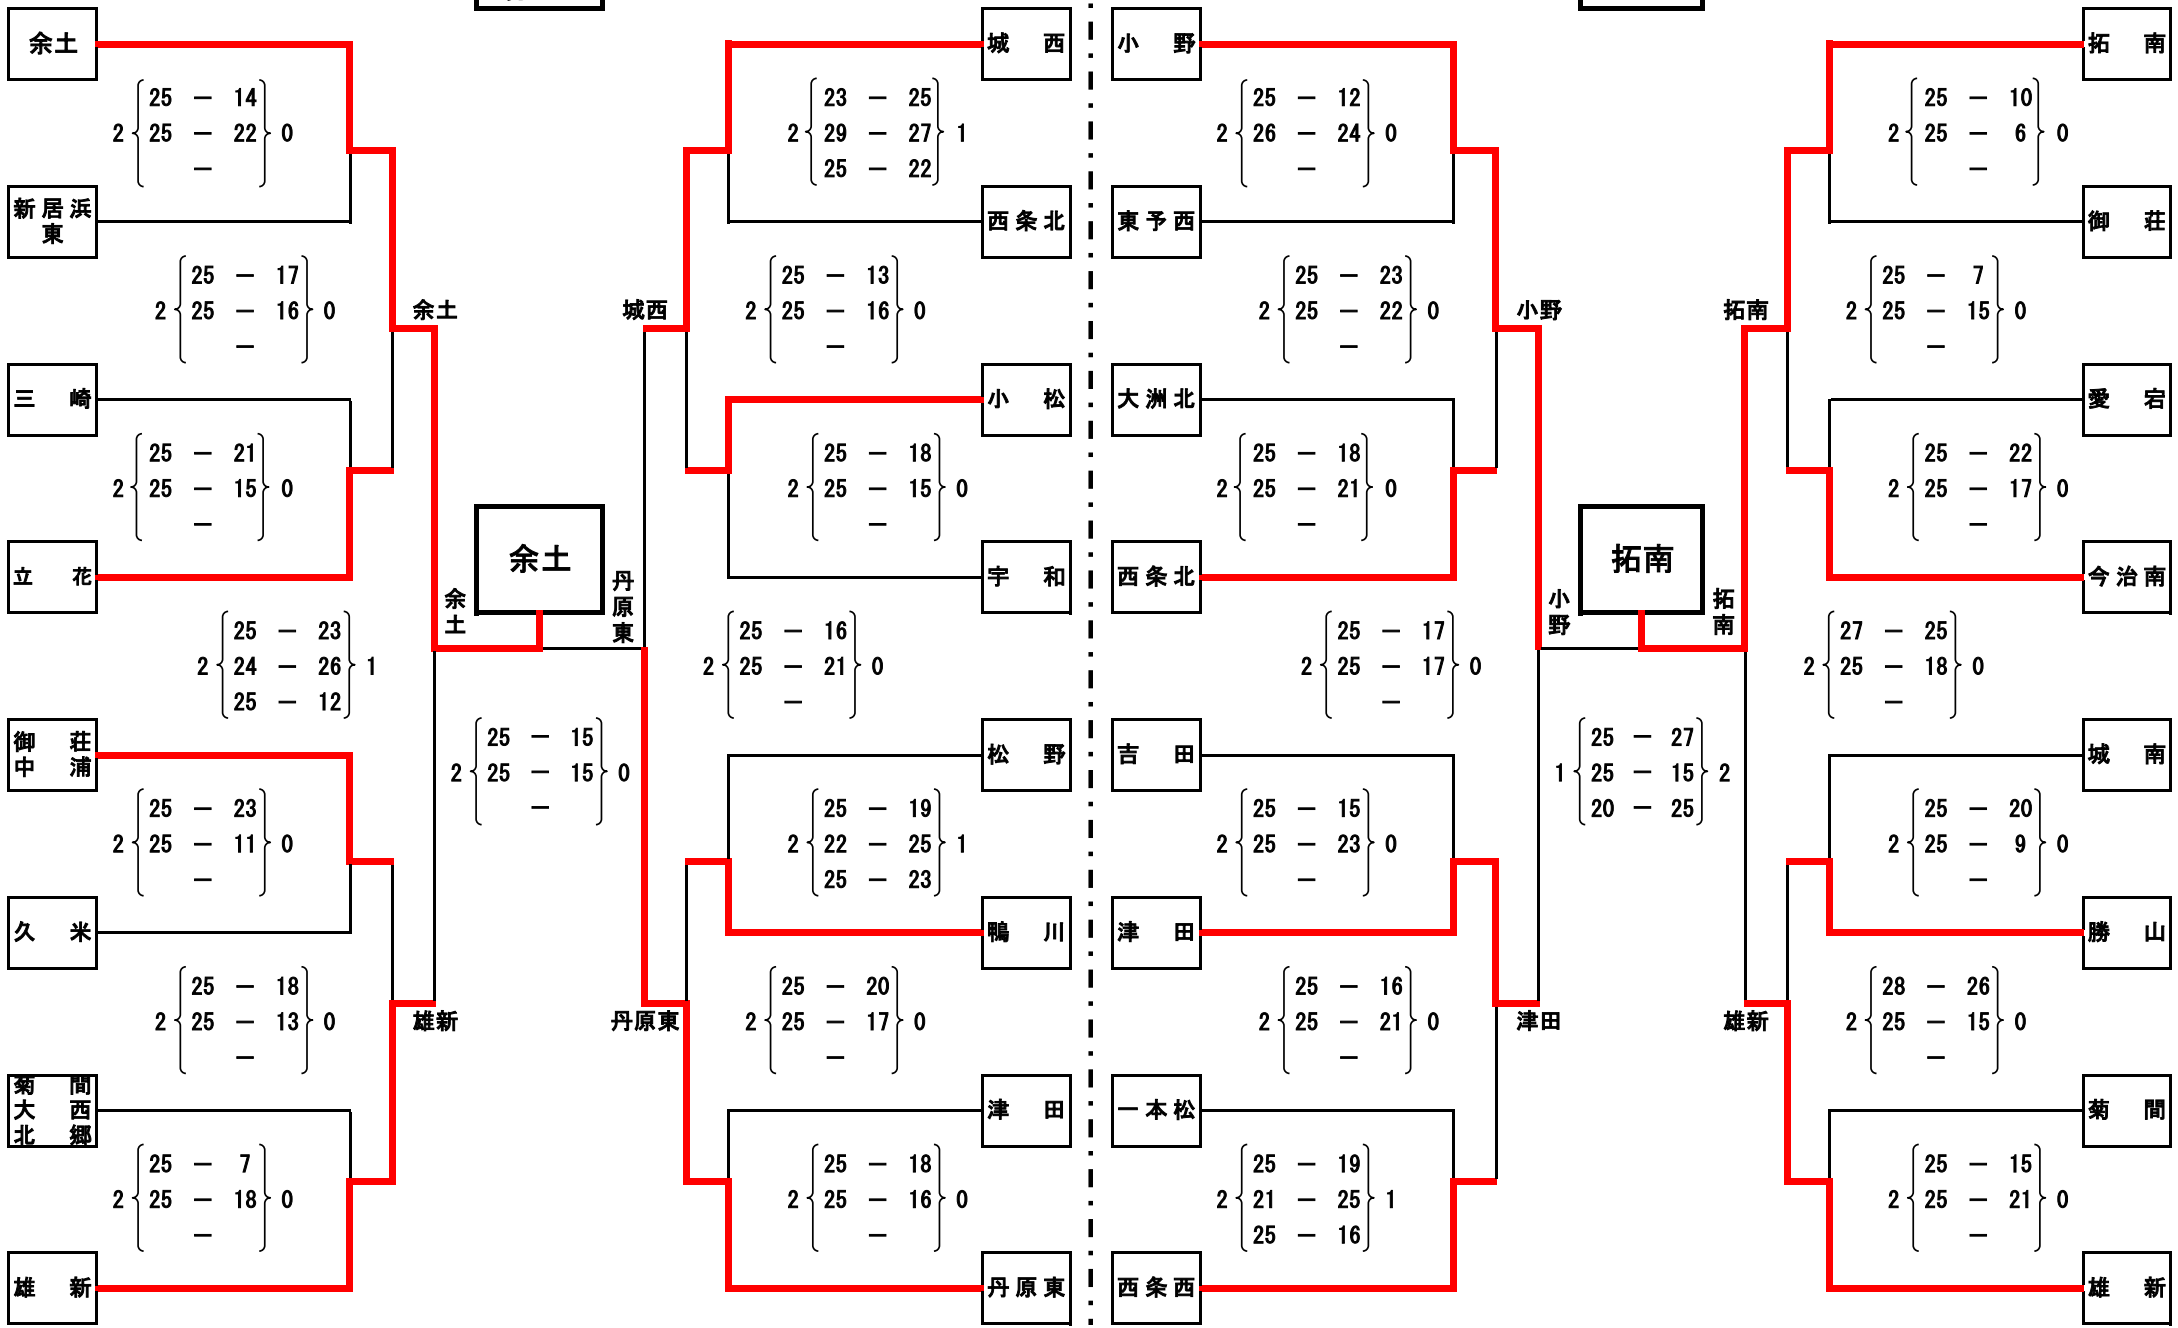 余土
25 — 14
2 25 — 22 0
—
新居浜
東
25 — 17
2 25 — 16 0
—
三崎
25 — 21
2 25 — 15 0
—
立花
25 — 23
2 24 — 26 1
25 — 12
御荘
中浦
25 — 23
2 25 — 11 0
—
久米
25 — 18
2 25 — 13 0
—
菊間
大西
北郷
25 — 7
2 25 — 18 0
—
雄新
余土
雄新
余土
余土
丹原東
25 — 15
2 25 — 15 0
—
城西
丹原東
城西
23 — 25
2 29 — 27 1
25 — 22
西条北
25 — 13
2 25 — 16 0
—
小松
25 — 18
2 25 — 15 0
—
宇和
25 — 16
2 25 — 21 0
—
松野
25 — 19
2 22 — 25 1
25 — 23
鴨川
25 — 20
2 25 — 17 0
—
津田
25 — 18
2 25 — 16 0
—
丹原東
小野
25 — 12
2 26 — 24 0
—
東予西
25 — 23
2 25 — 22 0
—
大洲北
25 — 18
2 25 — 21 0
—
西条北
25 — 17
2 25 — 17 0
—
吉田
25 — 15
2 25 — 23 0
—
津田
25 — 16
2 25 — 21 0
—
一本松
25 — 19
2 21 — 25 1
25 — 16
西条西
小野
津田
小野
拓南
拓南
25 — 27
1 25 — 15 2
20 — 25
拓南
雄新
拓南
25 — 10
2 25 — 6 0
—
御荘
25 — 7
2 25 — 15 0
—
愛宕
25 — 22
2 25 — 17 0
—
今治南
27 — 25
2 25 — 18 0
—
城南
25 — 20
2 25 — 9 0
—
勝山
28 — 26
2 25 — 15 0
—
菊間
25 — 15
2 25 — 21 0
—
雄新